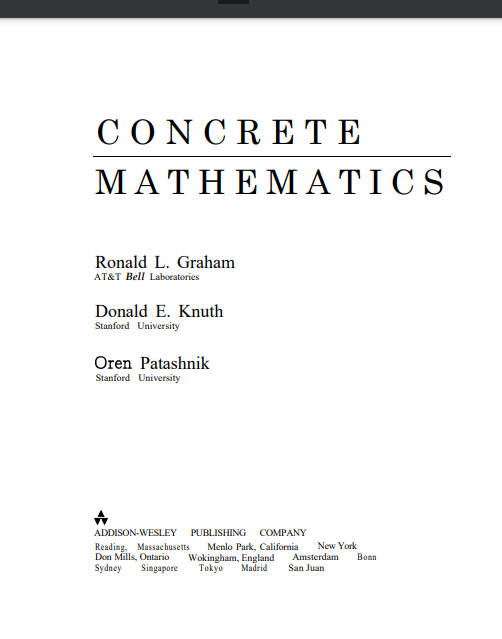 CONCRETE
MATHEMATICS
Ronald L. Graham
AT&T Bell Laboratories
Donald E. Knuth
Stanford University
Oren Patashnik
Stanford University
ADDISON-WESLEY PUBLISHING COMPANY
Reading, Massachusetts Menlo Park, California New York
Don Mills, Ontario Wokingham, England Amsterdam Bonn
Sydney Singapore Tokyo Madrid San Juan